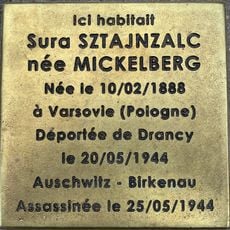 Ici habitait
Sura SZTAJNZALC
née MICKELBERG
Née le 10/02/1888
à Varsovie (Pologne)
Déportée de Drancy
le 20/05/1944
Auschwitz - Birkenau
Assassinée le 25/05/1944